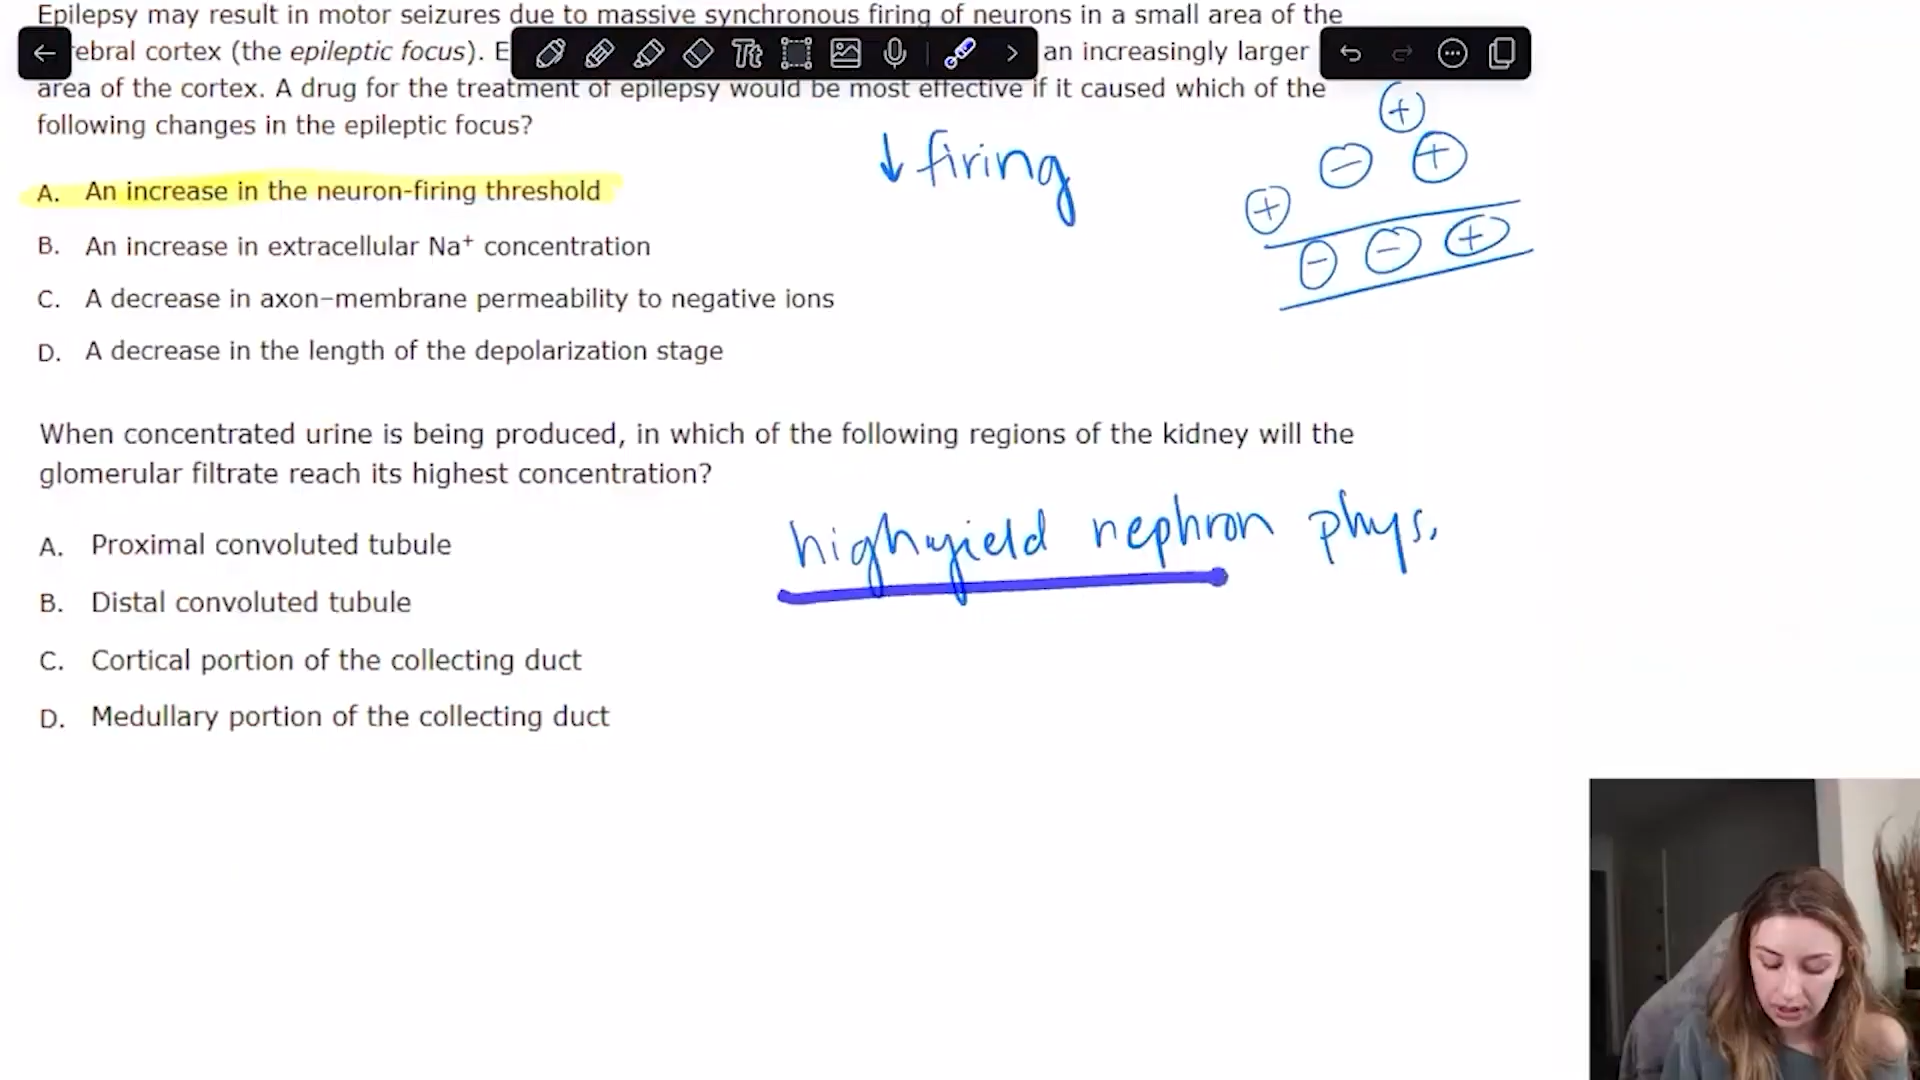 Epilepsy may result in motor seizures due to massive synchronous firing of neurons in a small area of the
rebral cortex (the epileptic focus). E Tt an increasingly larger
area of the cortex. A drug for the treatment of epilepsy would be most effective if it caused which of the
following changes in the epileptic focus?
↓ firing
A. An increase in the neuron-firing threshold
B. An increase in extracellular Na⁺ concentration
C. A decrease in axon–membrane permeability to negative ions
D. A decrease in the length of the depolarization stage
+
- +
+
- - +
When concentrated urine is being produced, in which of the following regions of the kidney will the
glomerular filtrate reach its highest concentration?
high yield nephron phys.
A. Proximal convoluted tubule
B. Distal convoluted tubule
C. Cortical portion of the collecting duct
D. Medullary portion of the collecting duct